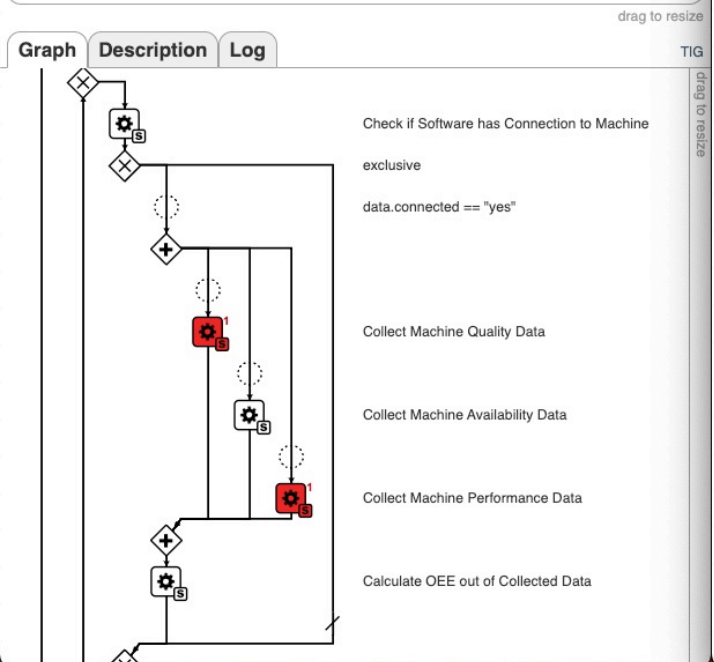 drag to resize
Graph
Description
Log
TIG
drag to resize
Check if Software has Connection to Machine
S
exclusive
data.connected == "yes"
1
Collect Machine Quality Data
S
Collect Machine Availability Data
S
1
Collect Machine Performance Data
S
Calculate OEE out of Collected Data
S